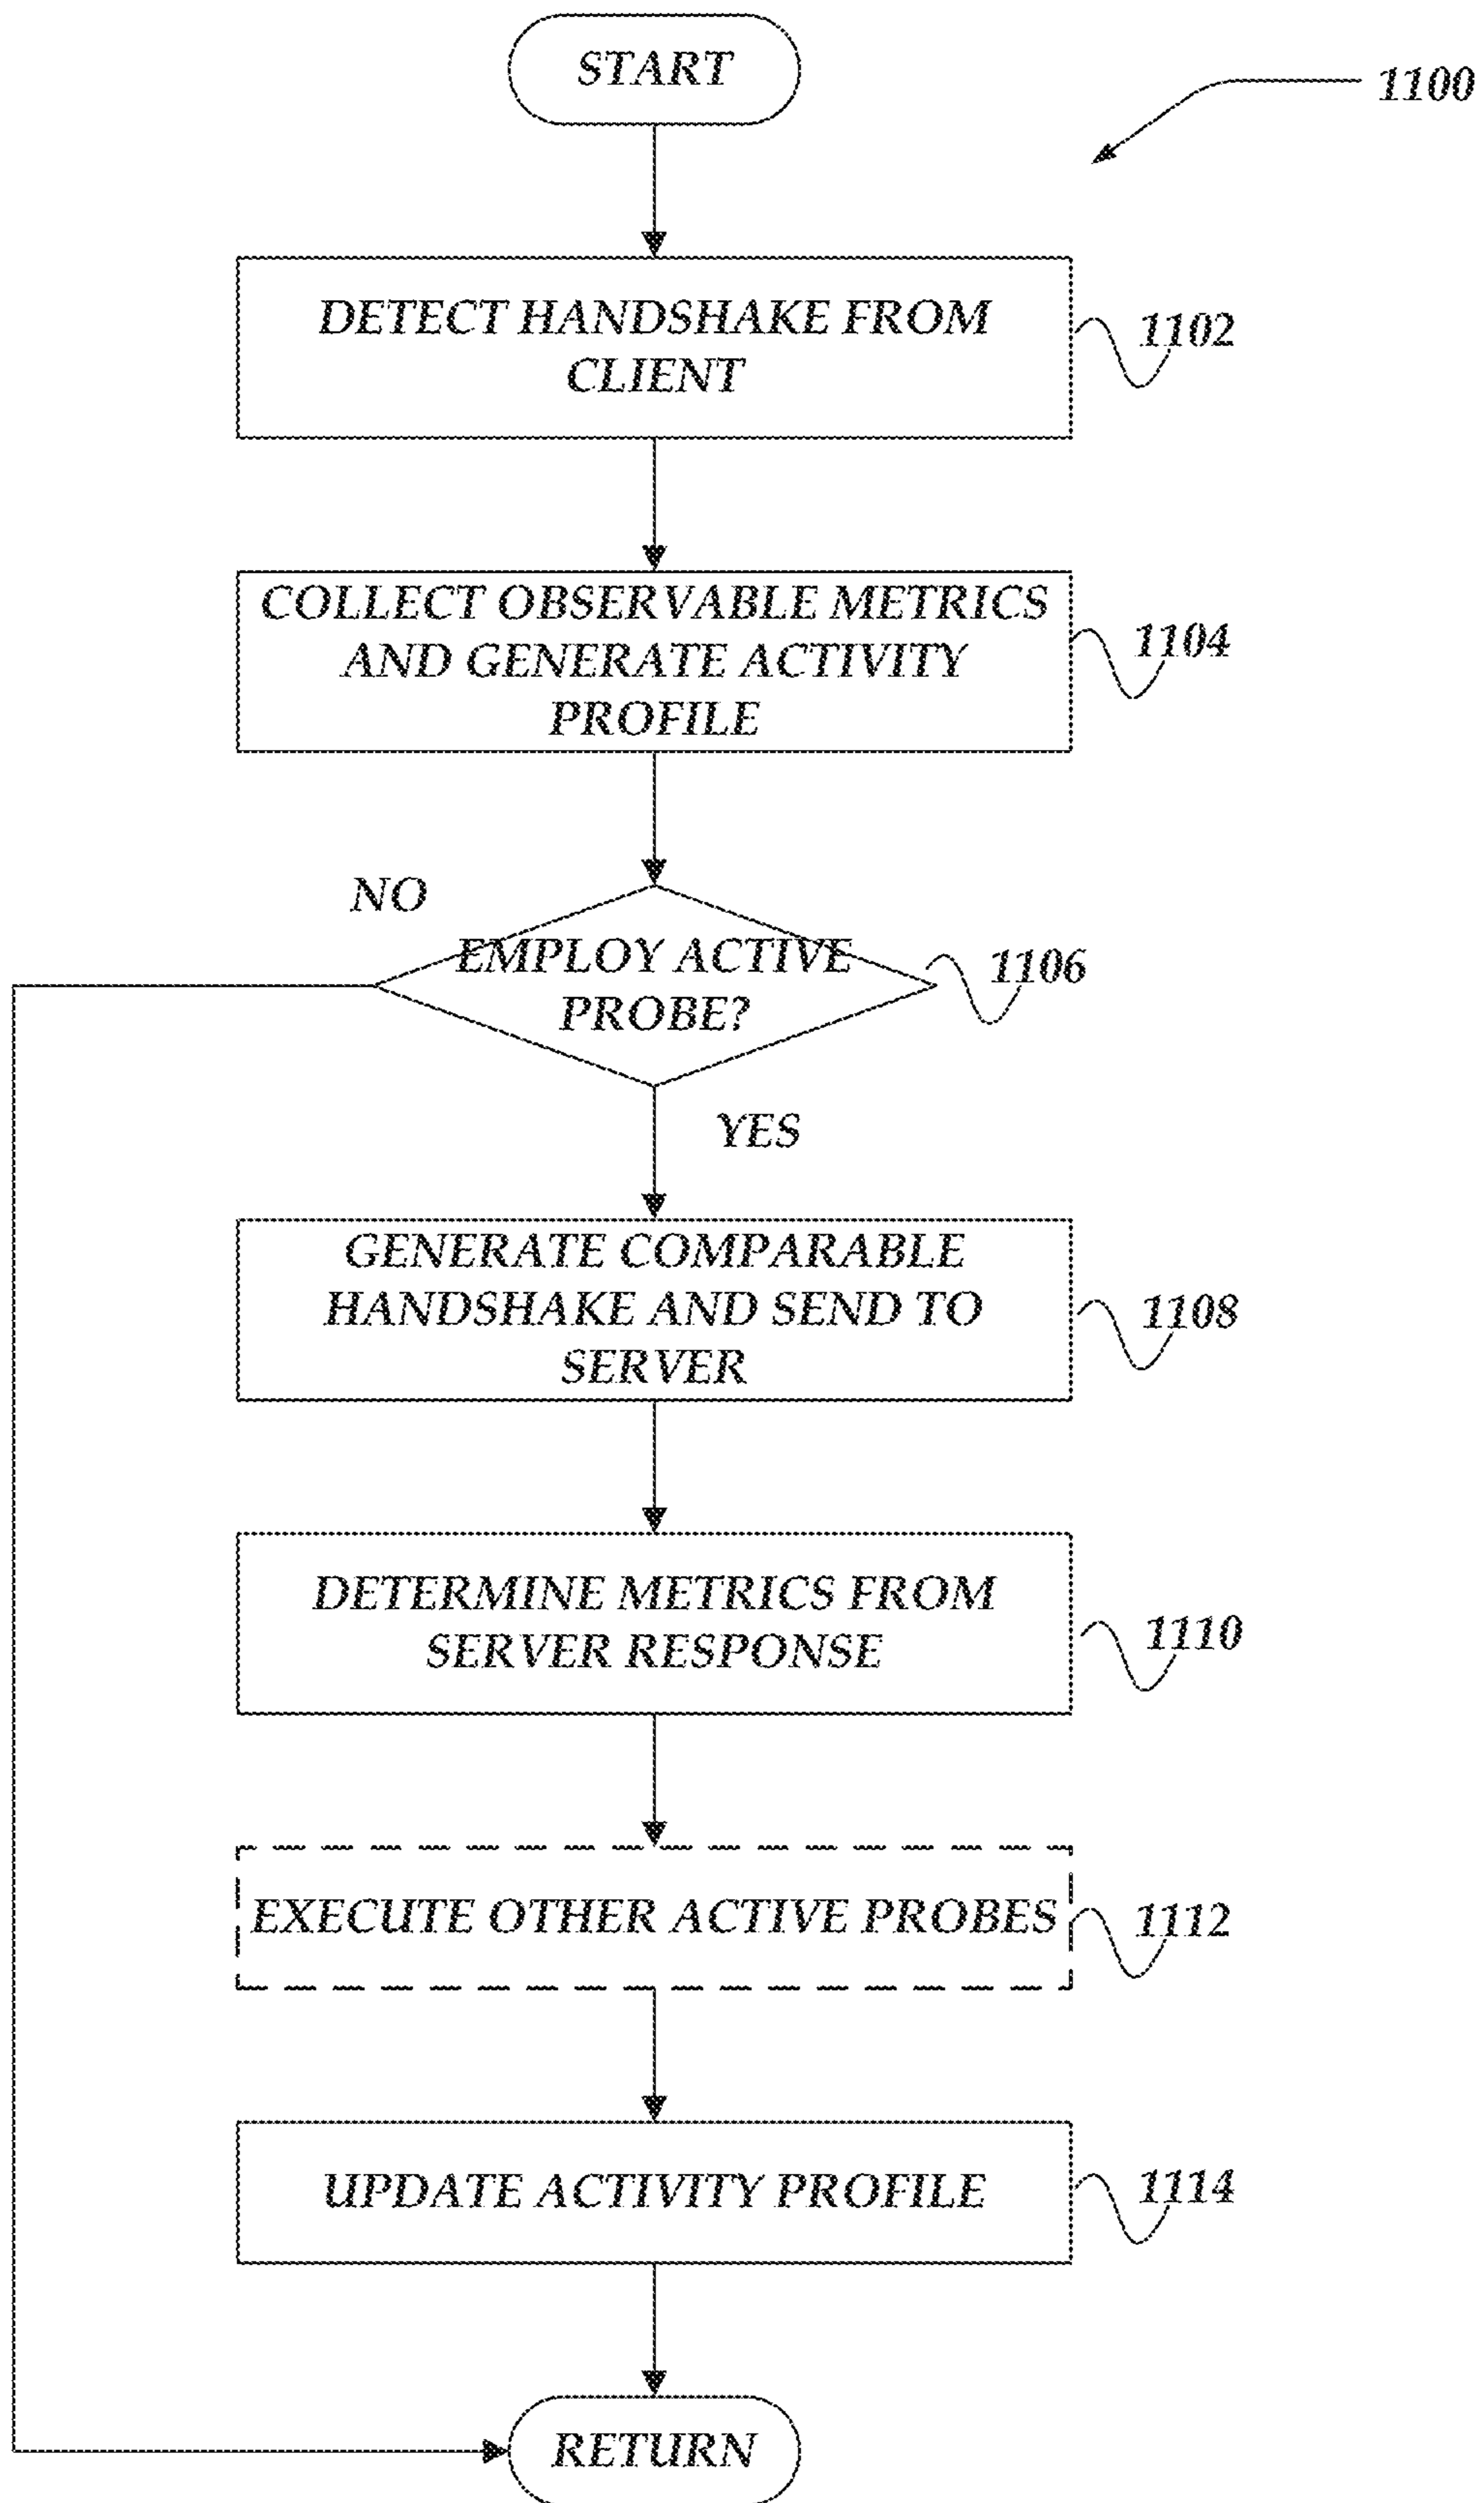 START
1100
DETECT HANDSHAKE FROM
CLIENT
1102
COLLECT OBSERVABLE METRICS
AND GENERATE ACTIVITY
PROFILE
1104
NO
EMPLOY ACTIVE
PROBE?
1106
YES
GENERATE COMPARABLE
HANDSHAKE AND SEND TO
SERVER
1108
DETERMINE METRICS FROM
SERVER RESPONSE
1110
EXECUTE OTHER ACTIVE PROBES
1112
UPDATE ACTIVITY PROFILE
1114
RETURN